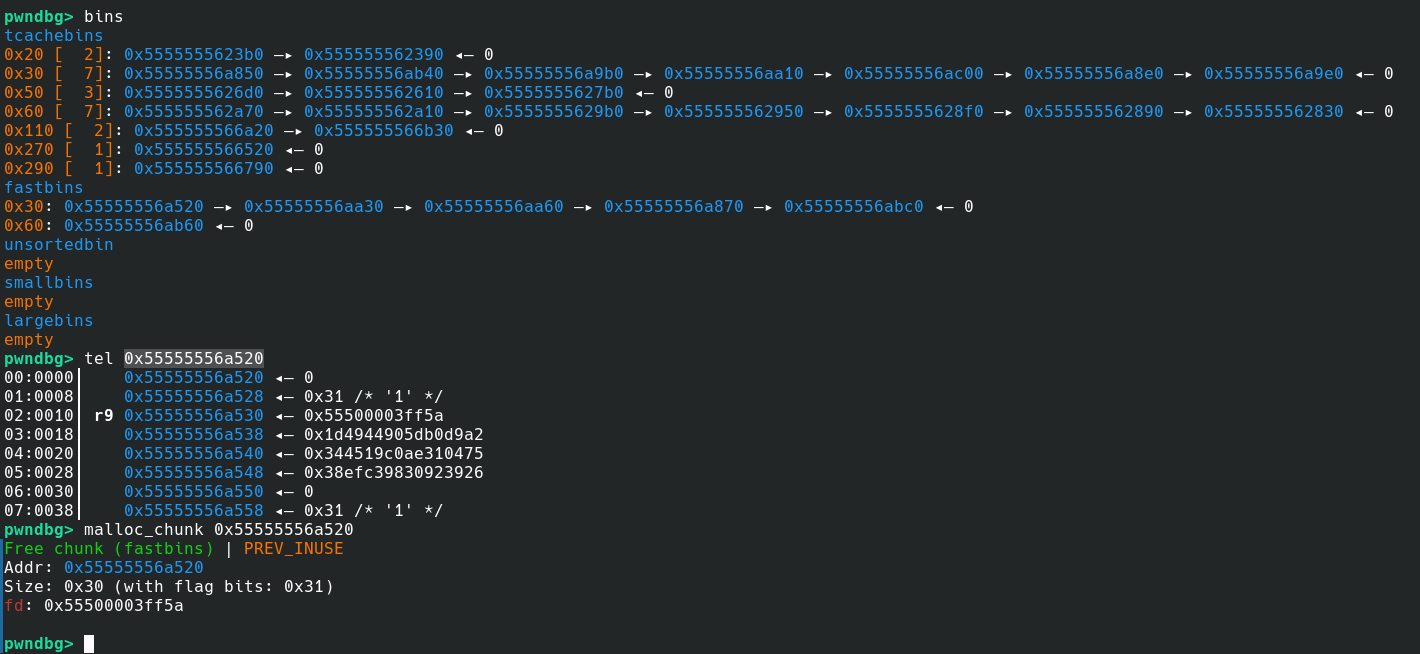 pwndbg> bins
tcachebins
0x20 [  2]: 0x5555555623b0 —▸ 0x555555562390 ◂— 0
0x30 [  7]: 0x55555556a850 —▸ 0x55555556ab40 —▸ 0x55555556a9b0 —▸ 0x55555556aa10 —▸ 0x55555556ac00 —▸ 0x55555556a8e0 —▸ 0x55555556a9e0 ◂— 0
0x50 [  3]: 0x5555555626d0 —▸ 0x555555562610 —▸ 0x5555555627b0 ◂— 0
0x60 [  7]: 0x555555562a70 —▸ 0x555555562a10 —▸ 0x5555555629b0 —▸ 0x555555562950 —▸ 0x5555555628f0 —▸ 0x555555562890 —▸ 0x555555562830 ◂— 0
0x110 [  2]: 0x555555566a20 —▸ 0x555555566b30 ◂— 0
0x270 [  1]: 0x555555566520 ◂— 0
0x290 [  1]: 0x555555566790 ◂— 0
fastbins
0x30: 0x55555556a520 —▸ 0x55555556aa30 —▸ 0x55555556aa60 —▸ 0x55555556a870 —▸ 0x55555556abc0 ◂— 0
0x60: 0x55555556ab60 ◂— 0
unsortedbin
empty
smallbins
empty
largebins
empty
pwndbg> tel 0x55555556a520
00:0000│     0x55555556a520 ◂— 0
01:0008│     0x55555556a528 ◂— 0x31 /* '1' */
02:0010│ r9 0x55555556a530 ◂— 0x55500003ff5a
03:0018│     0x55555556a538 ◂— 0x1d4944905db0d9a2
04:0020│     0x55555556a540 ◂— 0x344519c0ae310475
05:0028│     0x55555556a548 ◂— 0x38efc39830923926
06:0030│     0x55555556a550 ◂— 0
07:0038│     0x55555556a558 ◂— 0x31 /* '1' */
pwndbg> malloc_chunk 0x55555556a520
Free chunk (fastbins) | PREV_INUSE
Addr: 0x55555556a520
Size: 0x30 (with flag bits: 0x31)
fd: 0x55500003ff5a
pwndbg>